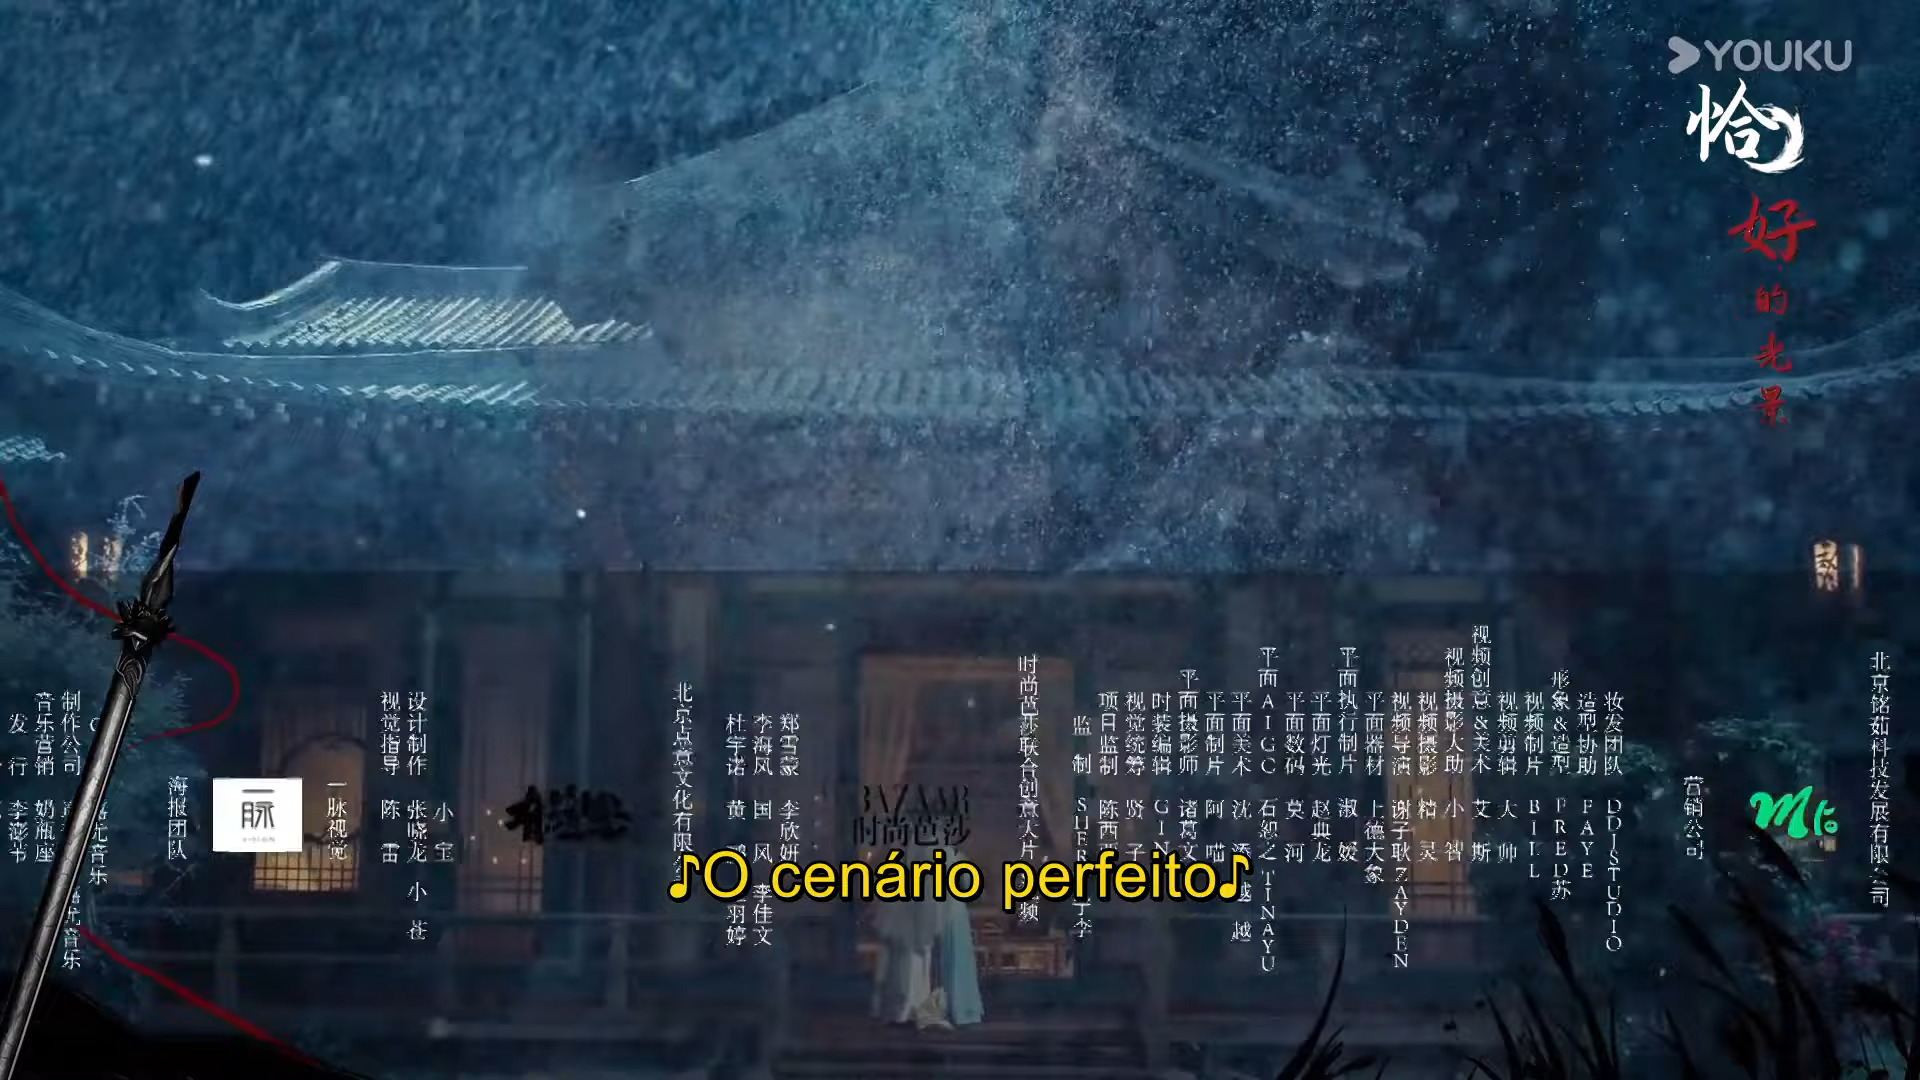 YOUKU
恰
好
的
光
景
北京铭茹科技发展有限公司
营销公司
妆发团队 DDISTUDIO
造型协助 FAYE
形象&造型 FRED苏
视频制片 BILL
视频剪辑 大帅
视频创意&美术 艾斯
视频摄影大助 小智
视频摄影 精灵
视频导演 谢子耿ZAYDEN
平面器材 上德大象
平面执行制片 淑媛
平面灯光 赵典龙
平面数码 莫河
平面AIGC 石恕之TINAYU
平面美术 沈
平面制片 阿喵
平面摄影师 诸葛文
时装编辑 GIN
视觉统筹 贤子
项目监制 陈西西
监制 SHER
时尚芭莎联合创意大片
BAZAAR
时尚芭莎
郑雪蒙 李欣妍
李海风 国风 李佳文
杜宇诺 黄
北京点意文化有限
小宝
设计制作 张晓龙 小苍
视觉指导 陈雷
一脉视觉
一脉
VISION
海报团队
制作公司
音乐营销 奶瓶座
发行 李澎芾
♪O cenário perfeito♪